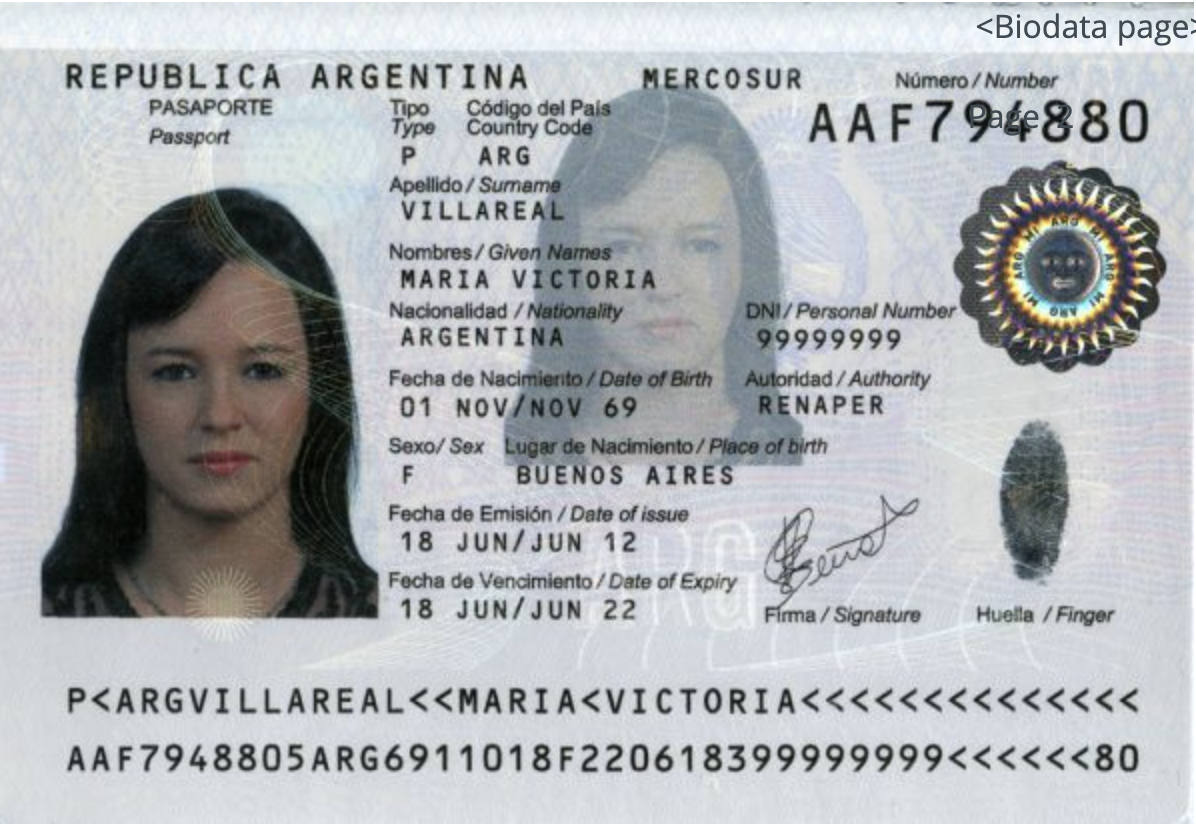 <Biodata page>
REPUBLICA ARGENTINA MERCOSUR Número / Number
PASAPORTE Tipo Código del País AAF794880
Passport Type Country Code Page 2
P ARG
Apellido / Surname
VILLAREAL
Nombres / Given Names
MARIA VICTORIA
Nacionalidad / Nationality DNI / Personal Number
ARGENTINA 99999999
Fecha de Nacimiento / Date of Birth Autoridad / Authority
01 NOV/NOV 69 RENAPER
Sexo / Sex Lugar de Nacimiento / Place of birth
F BUENOS AIRES
Fecha de Emisión / Date of issue
18 JUN/JUN 12
Fecha de Vencimiento / Date of Expiry
18 JUN/JUN 22 Firma / Signature Huella / Finger
ARG
P<ARGVILLAREAL<<MARIA<VICTORIA<<<<<<<<<<<<<<
AAF7948805ARG6911018F220618399999999<<<<<<80